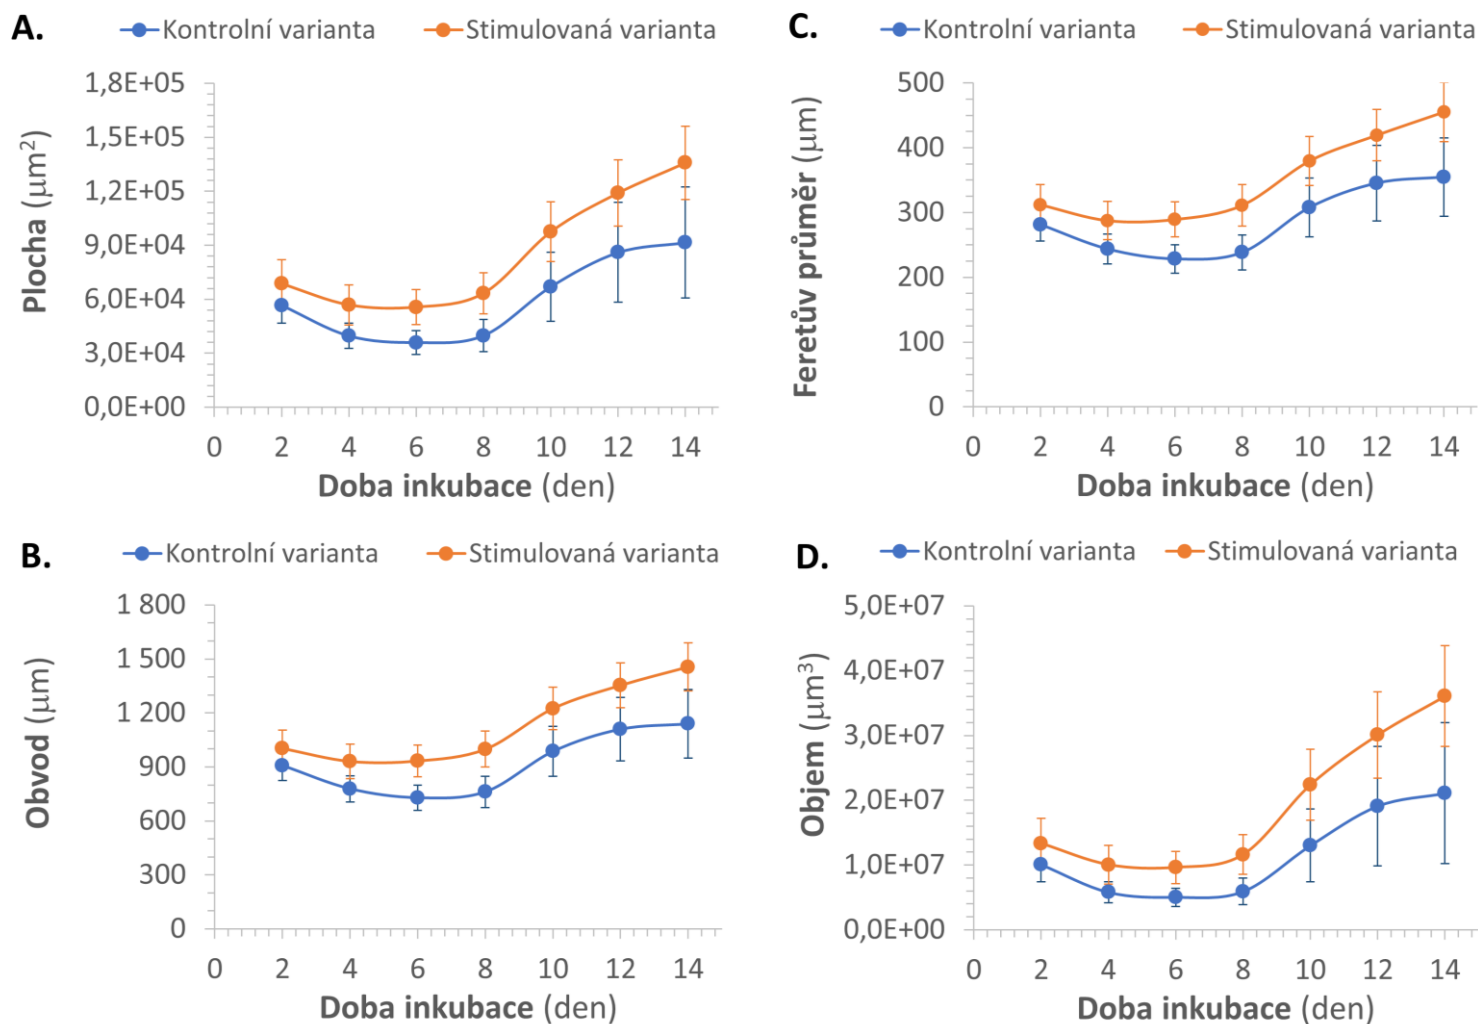 A.
Kontrolní varianta Stimulovaná varianta
Plocha (μm²)
1,8E+05
1,5E+05
1,2E+05
9,0E+04
6,0E+04
3,0E+04
0,0E+00
0 2 4 6 8 10 12 14
Doba inkubace (den)
B.
Kontrolní varianta Stimulovaná varianta
Obvod (μm)
1 800
1 500
1 200
900
600
300
0
0 2 4 6 8 10 12 14
Doba inkubace (den)
C.
Kontrolní varianta Stimulovaná varianta
Feretův průměr (μm)
500
400
300
200
100
0
0 2 4 6 8 10 12 14
Doba inkubace (den)
D.
Kontrolní varianta Stimulovaná varianta
Objem (μm³)
5,0E+07
4,0E+07
3,0E+07
2,0E+07
1,0E+07
0,0E+00
0 2 4 6 8 10 12 14
Doba inkubace (den)